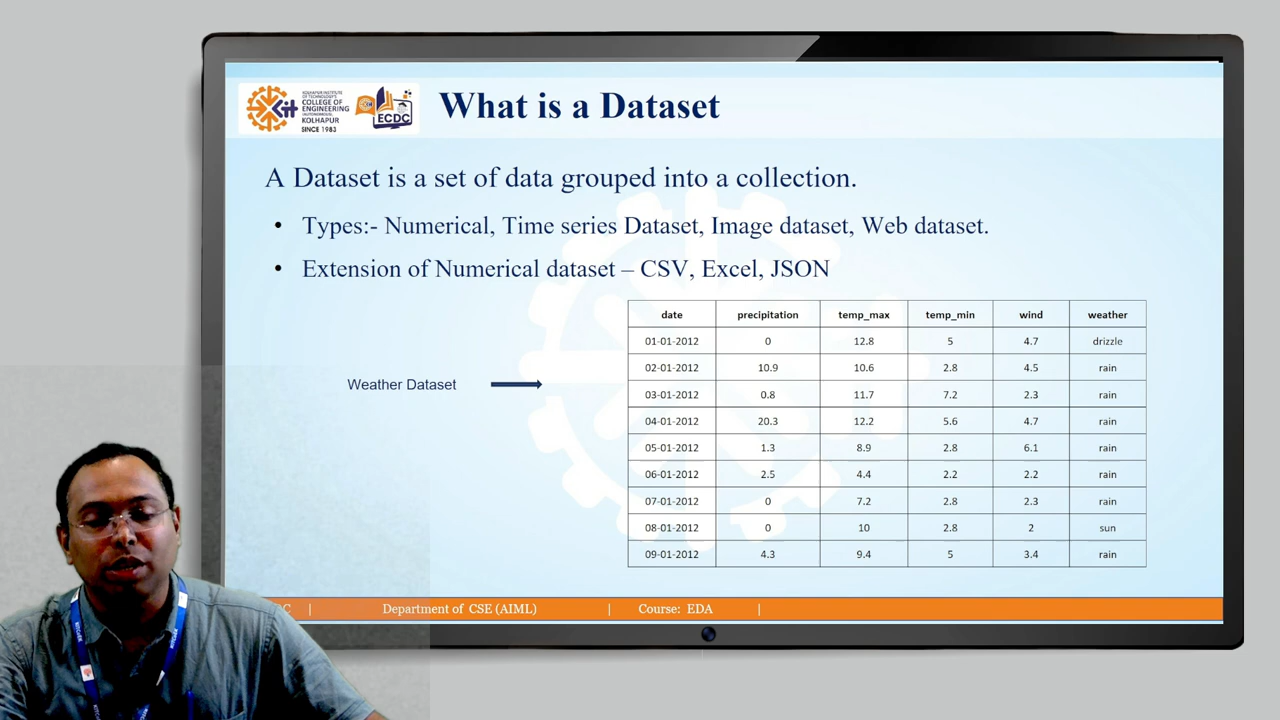 KOLHAPUR INSTITUTE
OF TECHNOLOGY'S
COLLEGE OF
ENGINEERING
(AUTONOMOUS),
KOLHAPUR
SINCE 1983
ECDC
What is a Dataset
A Dataset is a set of data grouped into a collection.
• Types:- Numerical, Time series Dataset, Image dataset, Web dataset.
• Extension of Numerical dataset – CSV, Excel, JSON
Weather Dataset
date precipitation temp_max temp_min wind weather
01-01-2012 0 12.8 5 4.7 drizzle
02-01-2012 10.9 10.6 2.8 4.5 rain
03-01-2012 0.8 11.7 7.2 2.3 rain
04-01-2012 20.3 12.2 5.6 4.7 rain
05-01-2012 1.3 8.9 2.8 6.1 rain
06-01-2012 2.5 4.4 2.2 2.2 rain
07-01-2012 0 7.2 2.8 2.3 rain
08-01-2012 0 10 2.8 2 sun
09-01-2012 4.3 9.4 5 3.4 rain
| Department of CSE (AIML) | Course: EDA |